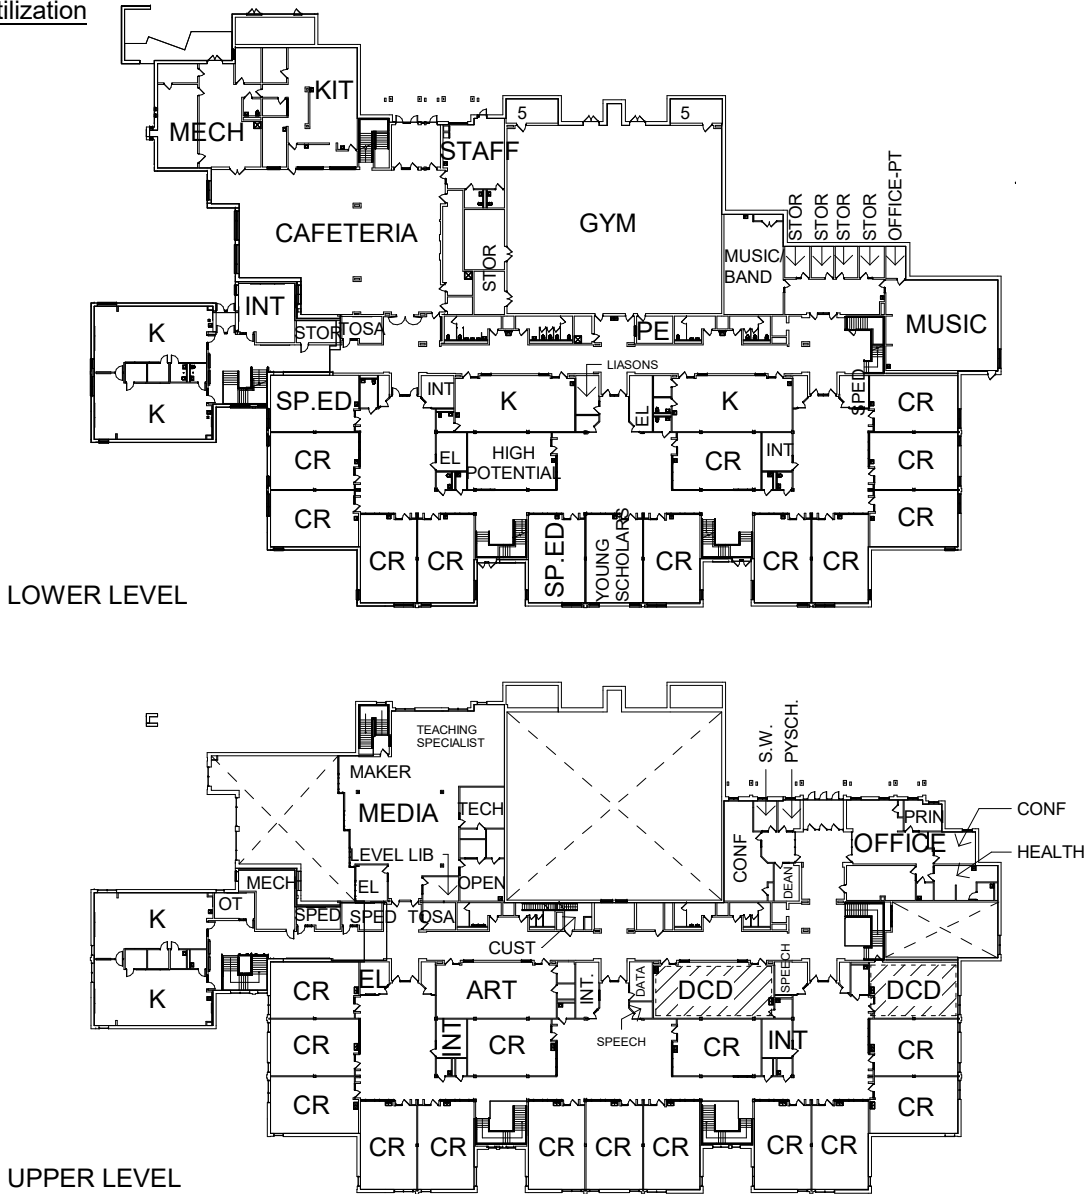 tilization
KIT
MECH
STAFF
5
5
CAFETERIA
GYM
STOR
STOR
STOR
STOR
STOR
OFFICE-PT
MUSIC/
BAND
INT
STOR
TOSA
PE
MUSIC
K
K
LIASONS
SP.ED
INT
K
EL
K
SPED
CR
CR
EL
HIGH
POTENTIAL
CR
INT
CR
CR
CR
CR
CR
SP.ED
YOUNG
SCHOLARS
CR
CR
CR
LOWER LEVEL
TEACHING
SPECIALIST
S.W.
PYSCH.
MAKER
MEDIA
TECH
PRIN
CONF
OFFICE
HEALTH
LEVEL LIB
CONF
MECH
EL
OPEN
DEAN
OT
SPED
SPED
TOSA
K
K
CUST
EL
CR
ART
INT.
DATA
DCD
SPEECH
DCD
SPEECH
CR
INT
CR
CR
INT
CR
CR
CR
CR
CR
CR
CR
CR
CR
CR
UPPER LEVEL